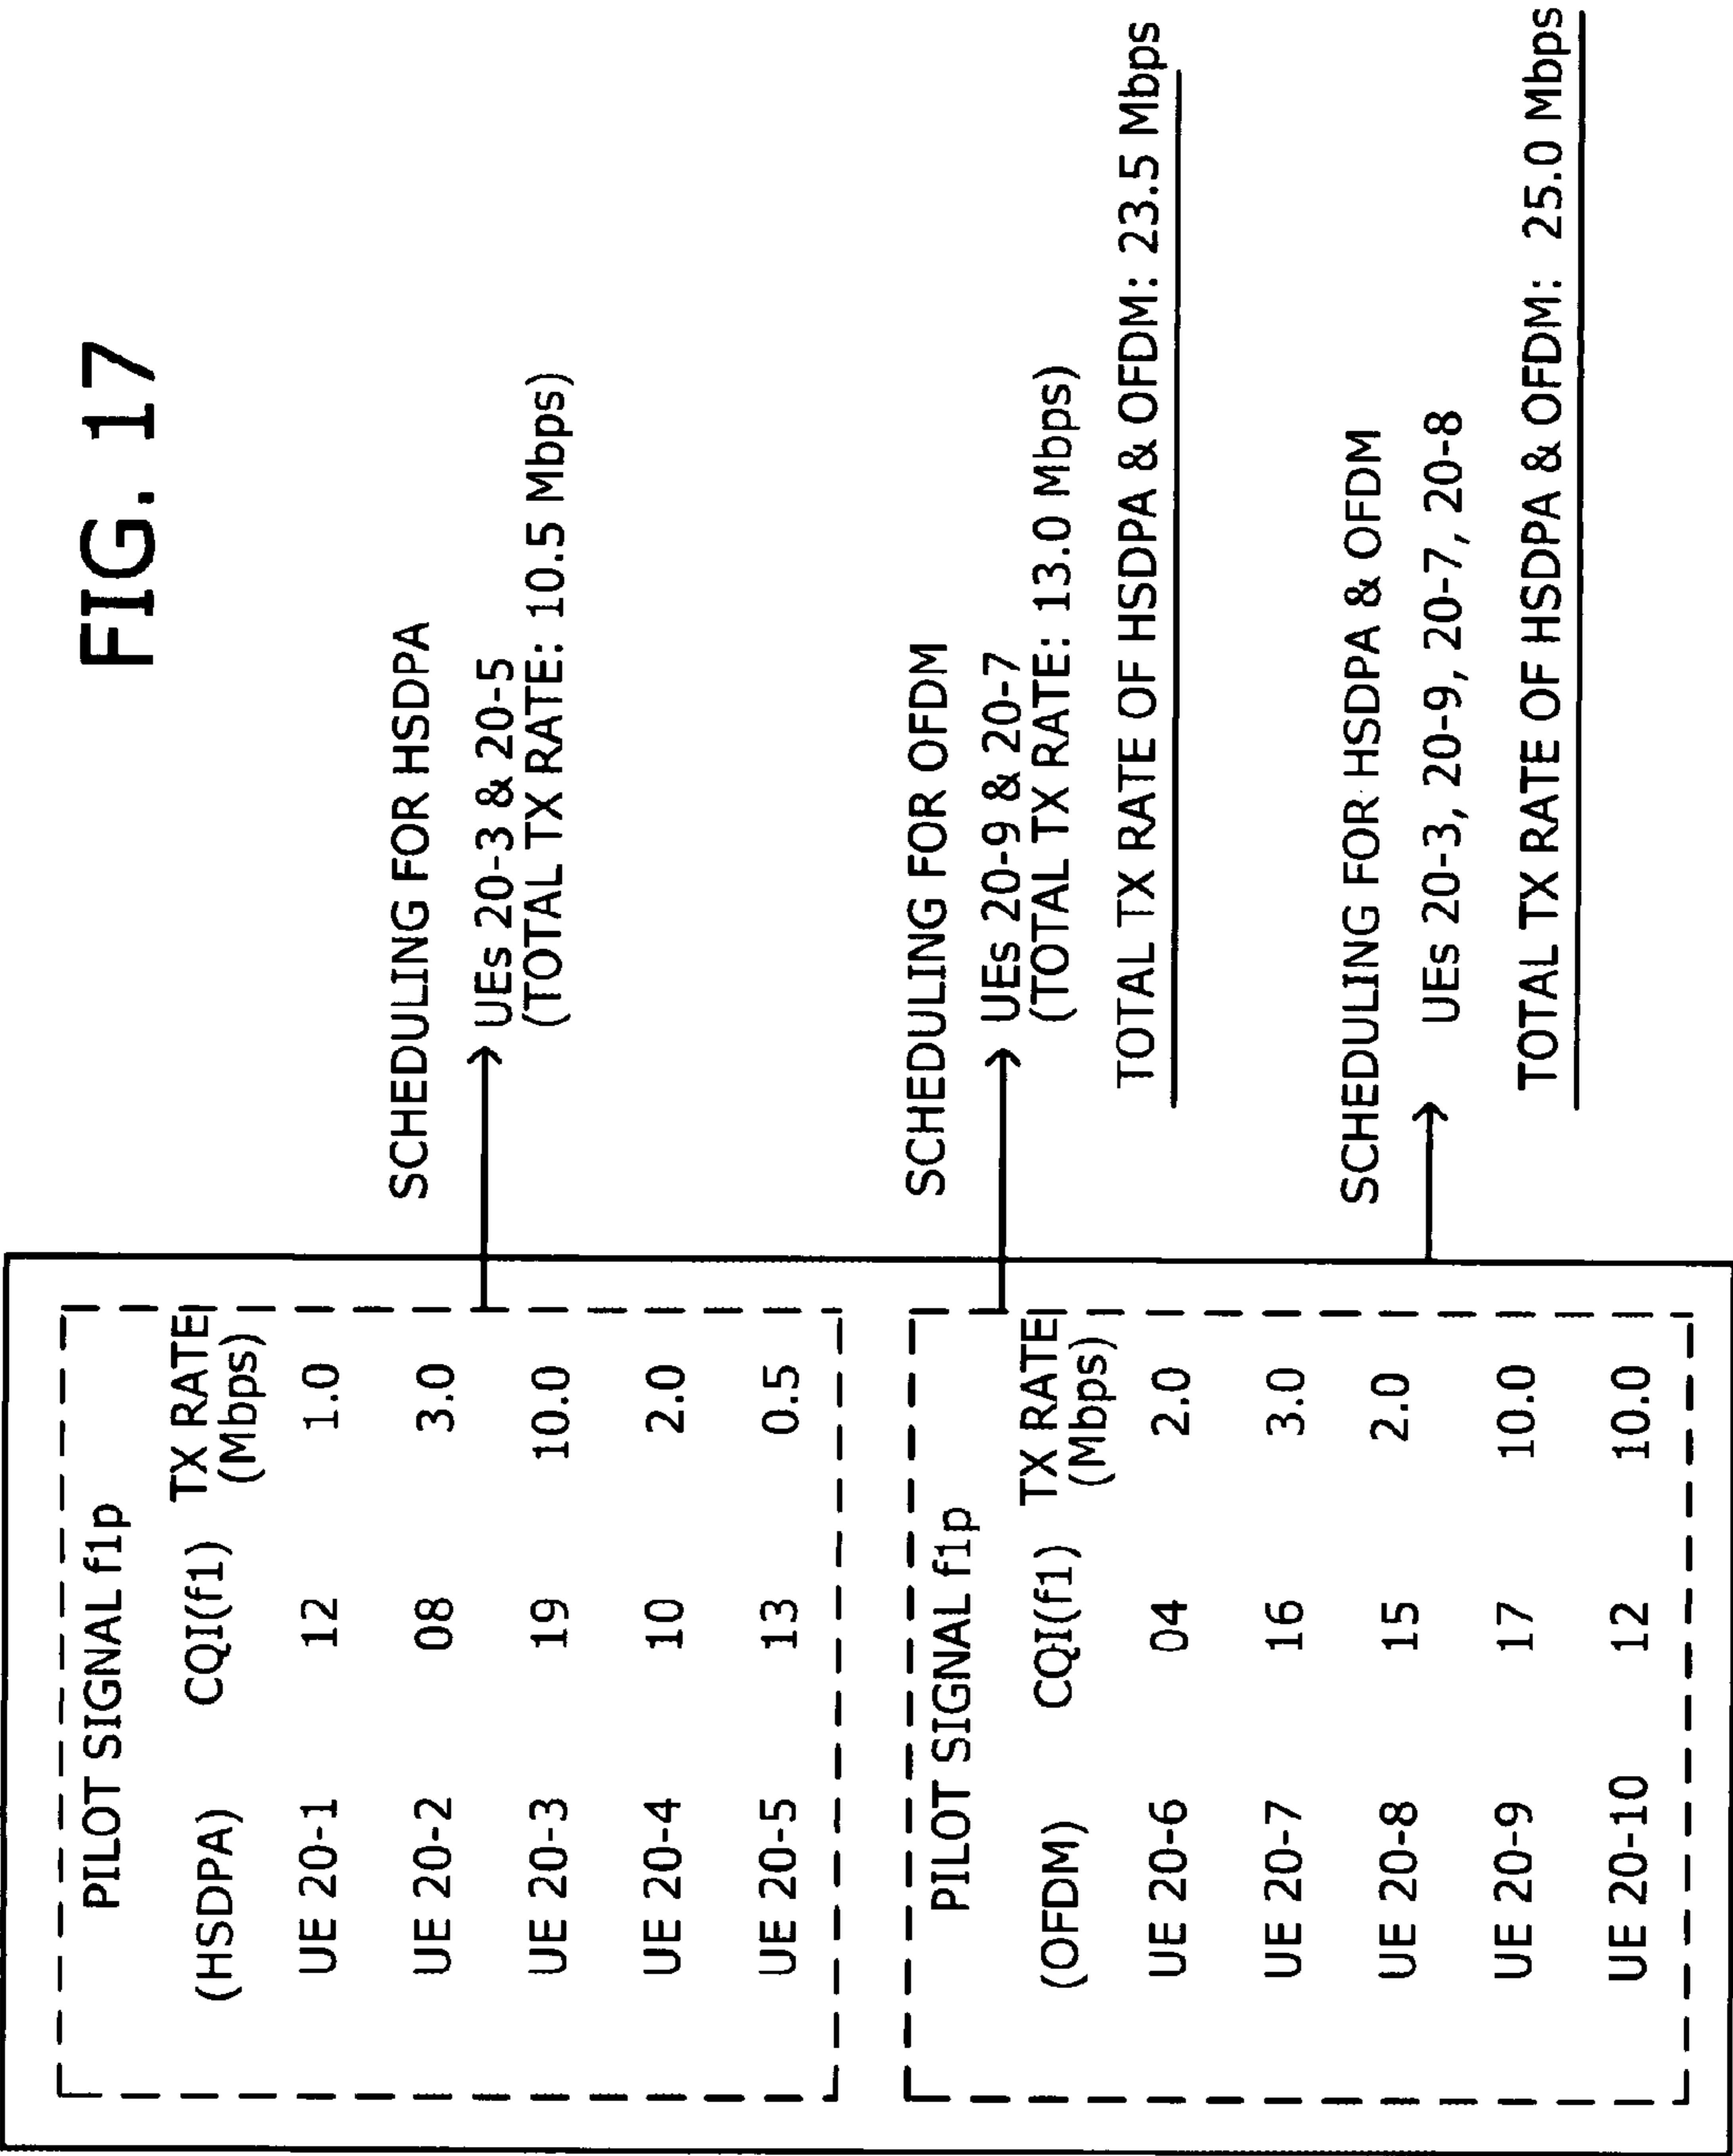 FIG. 17
PILOT SIGNAL f1p
(HSDPA) CQI(f1) TX RATE
(Mbps)
UE 20-1 12 1.0
UE 20-2 08 3.0
UE 20-3 19 10.0
UE 20-4 10 2.0
UE 20-5 13 0.5
SCHEDULING FOR HSDPA
UEs 20-3 & 20-5
(TOTAL TX RATE: 10.5 Mbps)
PILOT SIGNAL f1p
(OFDM) CQI(f1) TX RATE
(Mbps)
UE 20-6 04 2.0
UE 20-7 16 3.0
UE 20-8 15 2.0
UE 20-9 17 10.0
UE 20-10 12 10.0
SCHEDULING FOR OFDM
UEs 20-9 & 20-7
(TOTAL TX RATE: 13.0 Mbps)
TOTAL TX RATE OF HSDPA & OFDM: 23.5 Mbps
SCHEDULING FOR HSDPA & OFDM
UEs 20-3, 20-9, 20-7, 20-8
TOTAL TX RATE OF HSDPA & OFDM: 25.0 Mbps